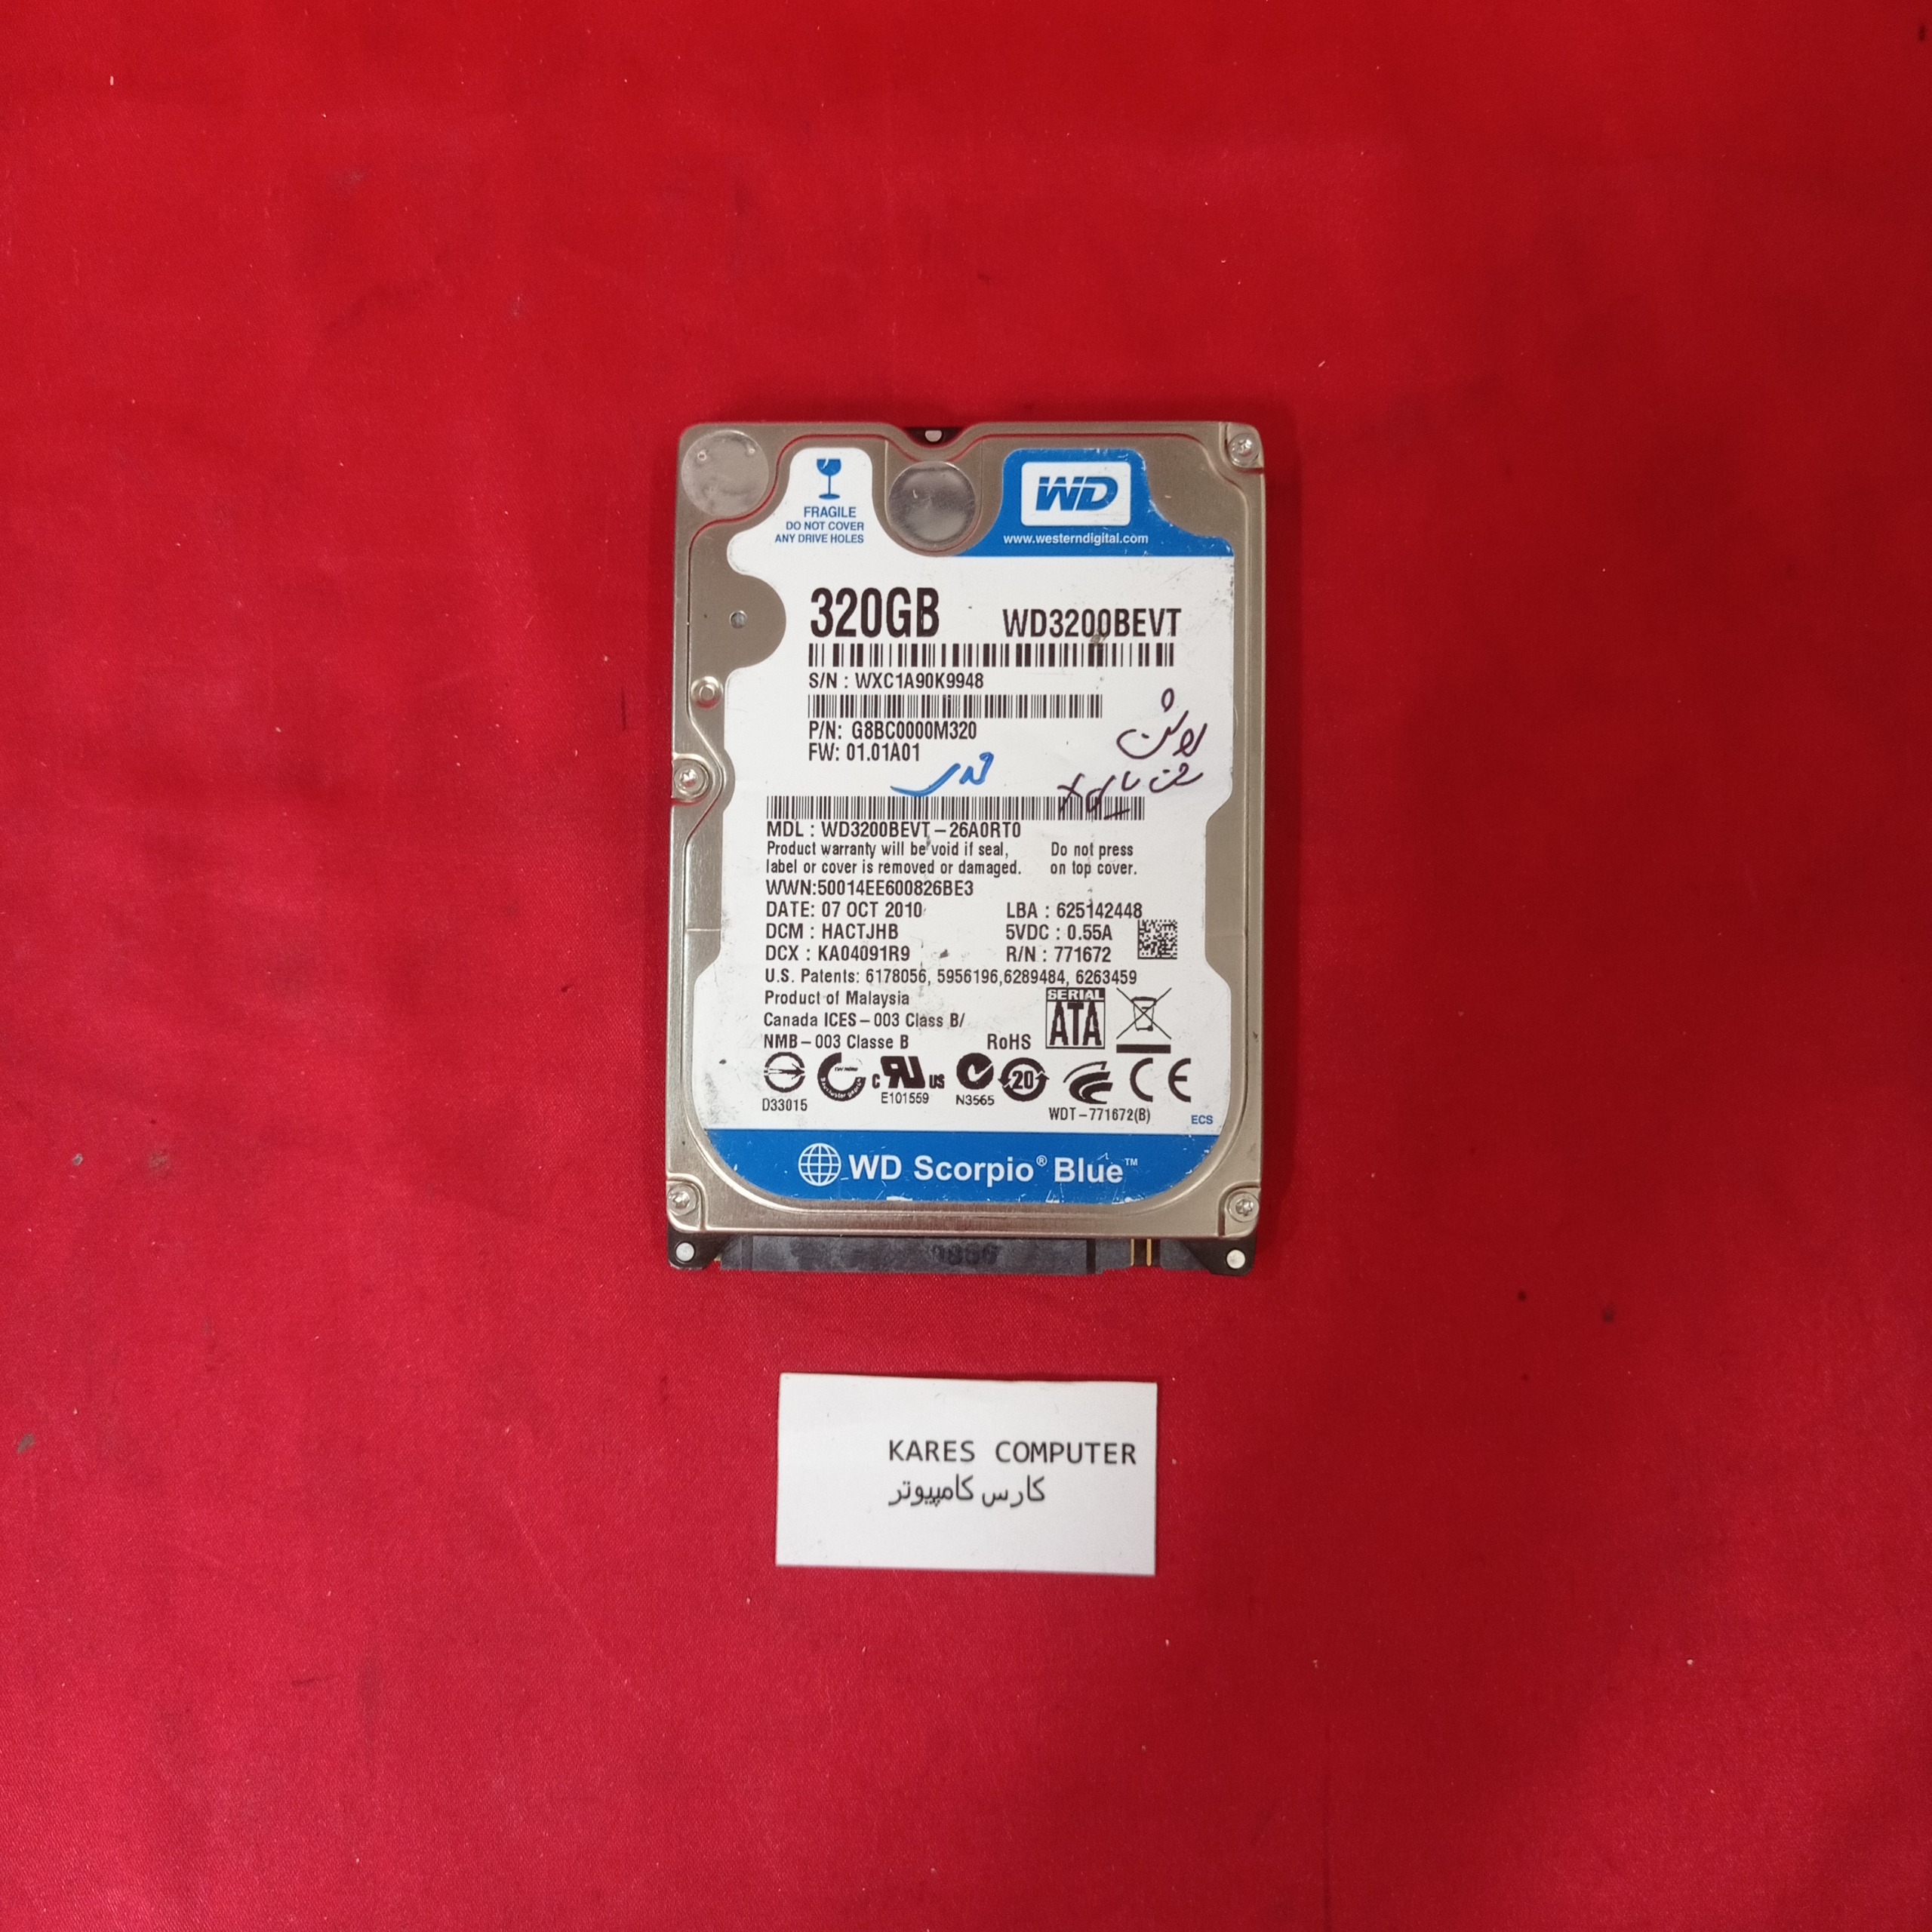 FRAGILE
DO NOT COVER
ANY DRIVE HOLES
WD
www.westerndigital.com
320GB WD3200BEVT
S/N : WXC1A90K9948
P/N: G8BC0000M320
FW: 01.01A01
MDL : WD3200BEVT-26A0RT0
Product warranty will be void if seal, Do not press
label or cover is removed or damaged. on top cover.
WWN:50014EE600826BE3
DATE: 07 OCT 2010 LBA : 625142448
DCM : HACTJHB 5VDC : 0.55A
DCX : KA04091R9 R/N : 771672
U.S. Patents: 6178056, 5956196,6289484, 6263459
Product of Malaysia
Canada ICES-003 Class B/
NMB-003 Classe B RoHS
SERIAL
ATA
D33015
c RU US
E101559
N3565
20
CE
WDT-771672(B)
ECS
WD Scorpio® Blue™
KARES COMPUTER
کارس کامپیوتر